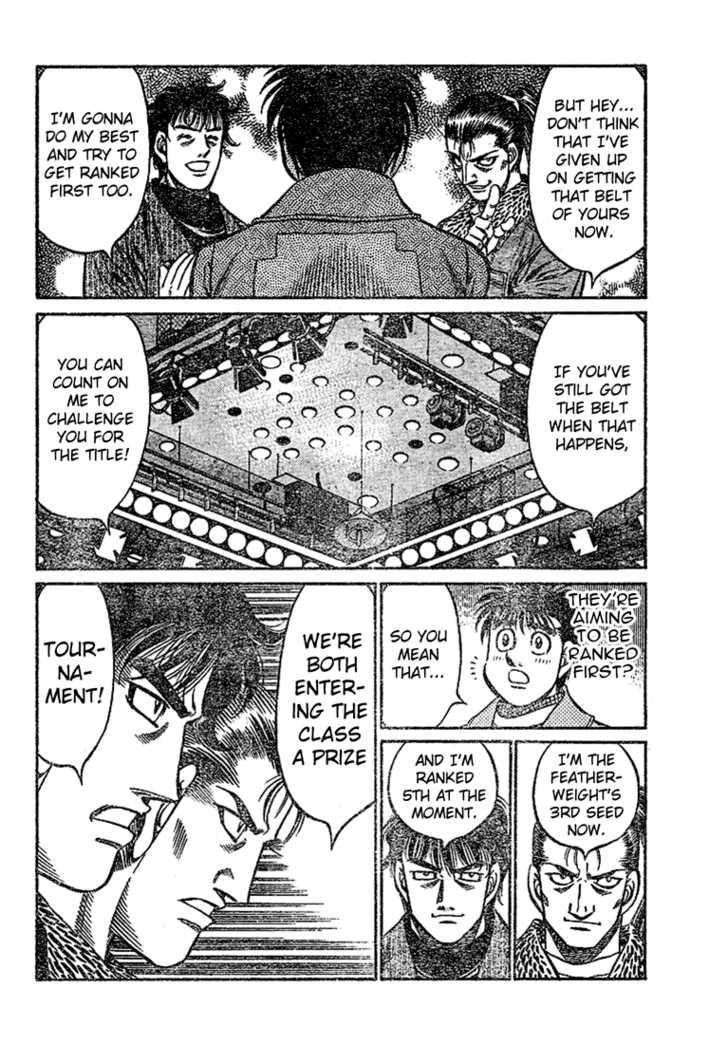 BUT HEY...
DON'T THINK
THAT I'VE
GIVEN UP
ON GETTING
THAT BELT
OF YOURS
NOW.
I'M GONNA
DO MY BEST
AND TRY TO
GET RANKED
FIRST TOO.
IF YOU'VE
STILL GOT
THE BELT
WHEN THAT
HAPPENS,
YOU CAN
COUNT ON
ME TO
CHALLENGE
YOU FOR
THE TITLE!
THEY'RE
AIMING
TO BE
RANKED
FIRST?
SO YOU
MEAN
THAT...
I'M THE
FEATHER-
WEIGHT'S
3RD SEED
NOW.
AND I'M
RANKED
5TH AT THE
MOMENT.
WE'RE
BOTH
ENTER-
ING THE
CLASS
A PRIZE
TOUR-
NA-
MENT!